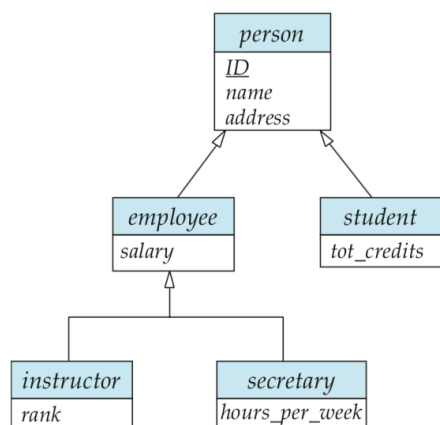 person
ID
name
address
employee
salary
student
tot_credits
instructor
rank
secretary
hours_per_week